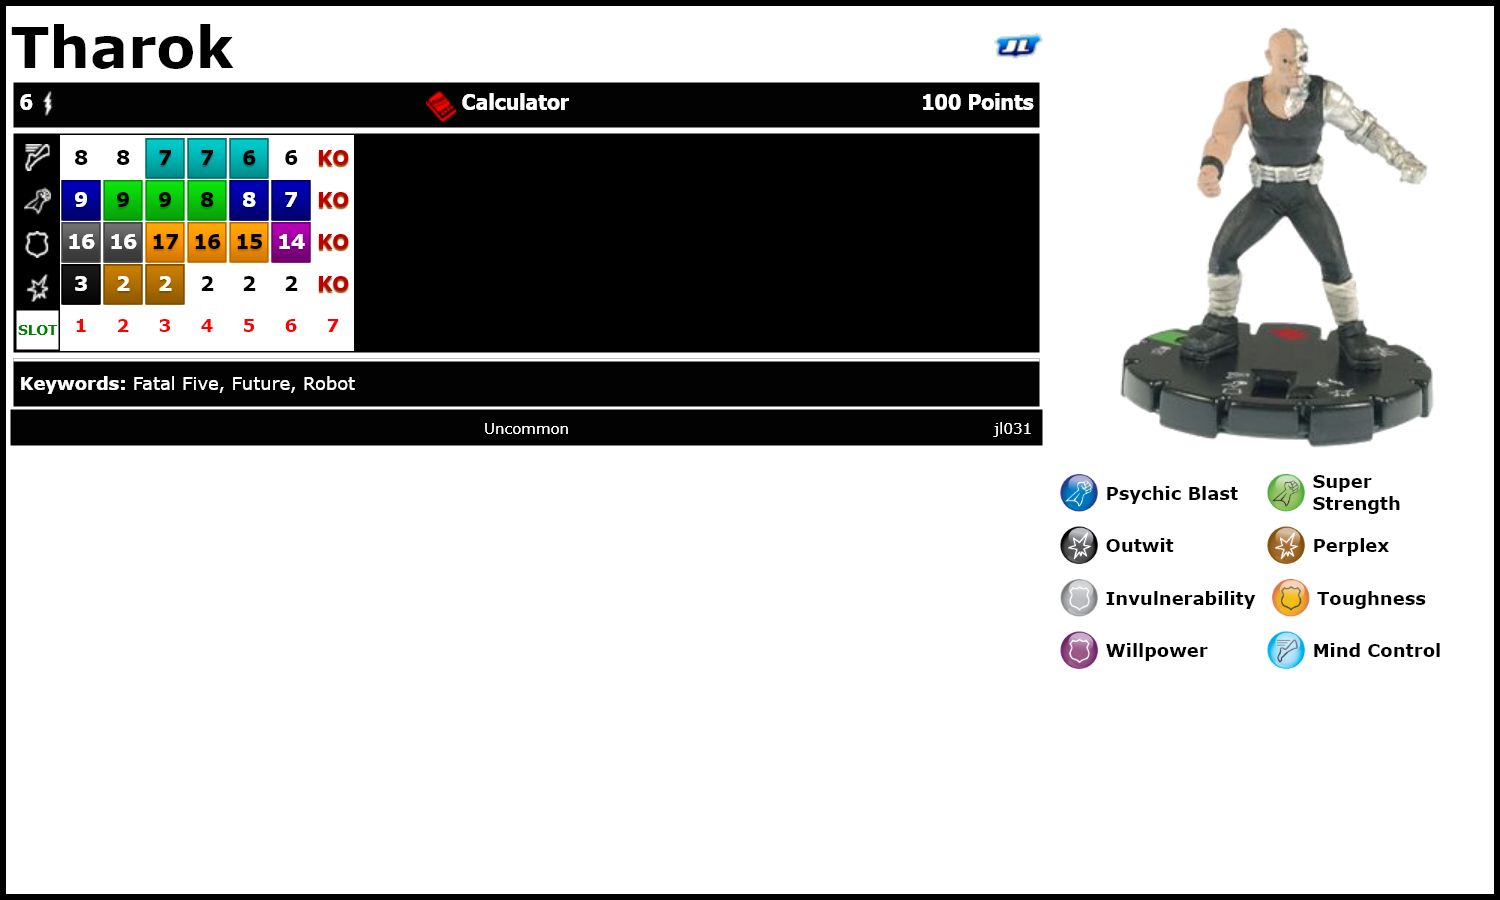 Tharok
JL
6 Calculator 100 Points
8 8 7 7 6 6 KO
9 9 9 8 8 7 KO
16 16 17 16 15 14 KO
3 2 2 2 2 2 KO
SLOT 1 2 3 4 5 6 7
Keywords: Fatal Five, Future, Robot
Uncommon jl031
Psychic Blast
Super
Strength
Outwit
Perplex
Invulnerability
Toughness
Willpower
Mind Control